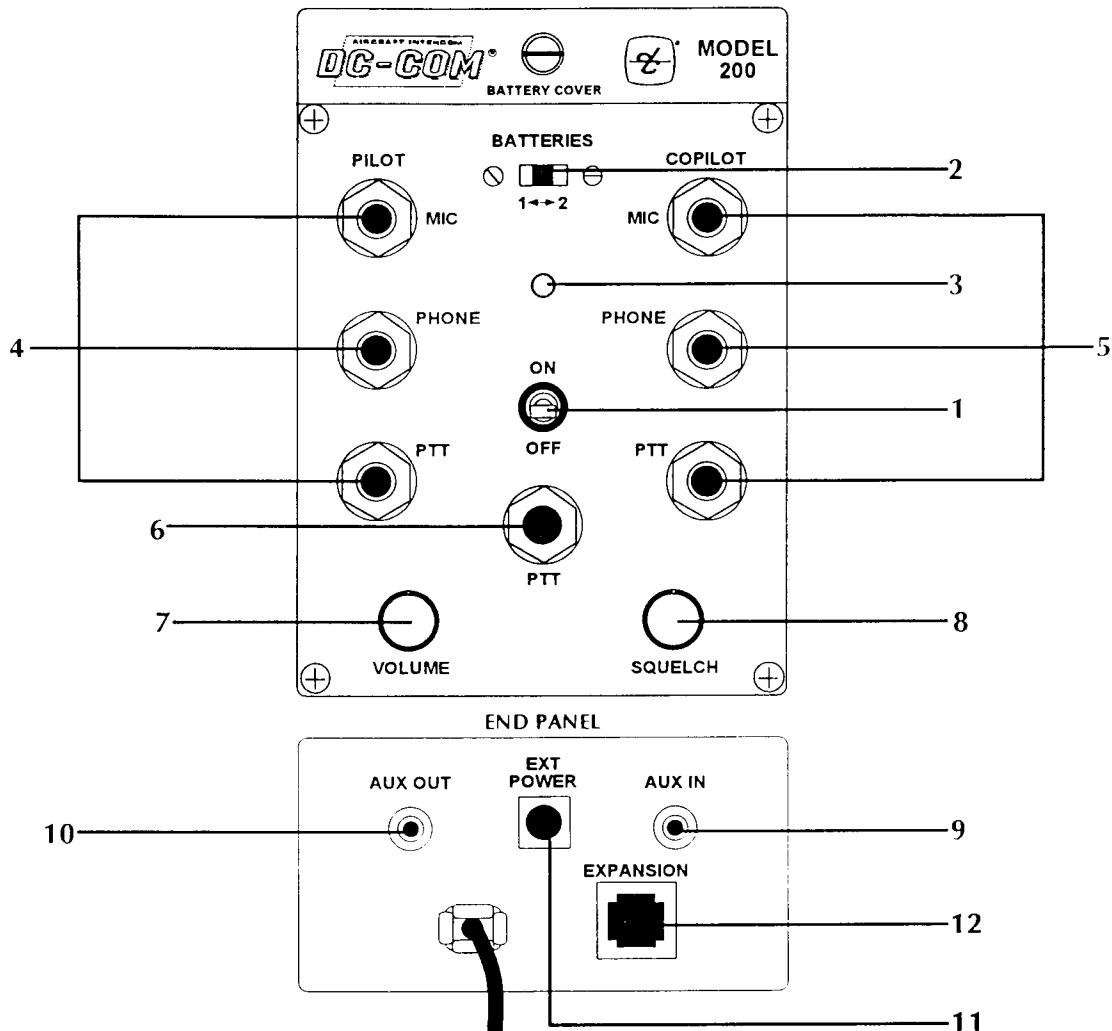 AIRCRAFT INTERCOM
DC-COM®
BATTERY COVER
MODEL
200
BATTERIES
1 ◄-► 2
2
PILOT
MIC
COPILOT
MIC
3
PHONE
PHONE
4
5
ON
OFF
1
PTT
PTT
6
PTT
7
VOLUME
SQUELCH
8
END PANEL
AUX OUT
EXT
POWER
AUX IN
10
9
EXPANSION
12
11